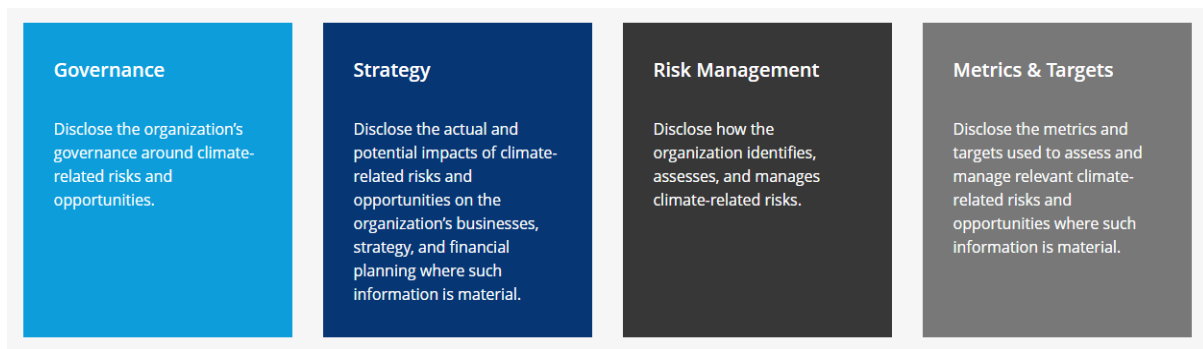 Governance
Disclose the organization's
governance around climate-
related risks and
opportunities.
Strategy
Disclose the actual and
potential impacts of climate-
related risks and
opportunities on the
organization's businesses,
strategy, and financial
planning where such
information is material.
Risk Management
Disclose how the
organization identifies,
assesses, and manages
climate-related risks.
Metrics & Targets
Disclose the metrics and
targets used to assess and
manage relevant climate-
related risks and
opportunities where such
information is material.